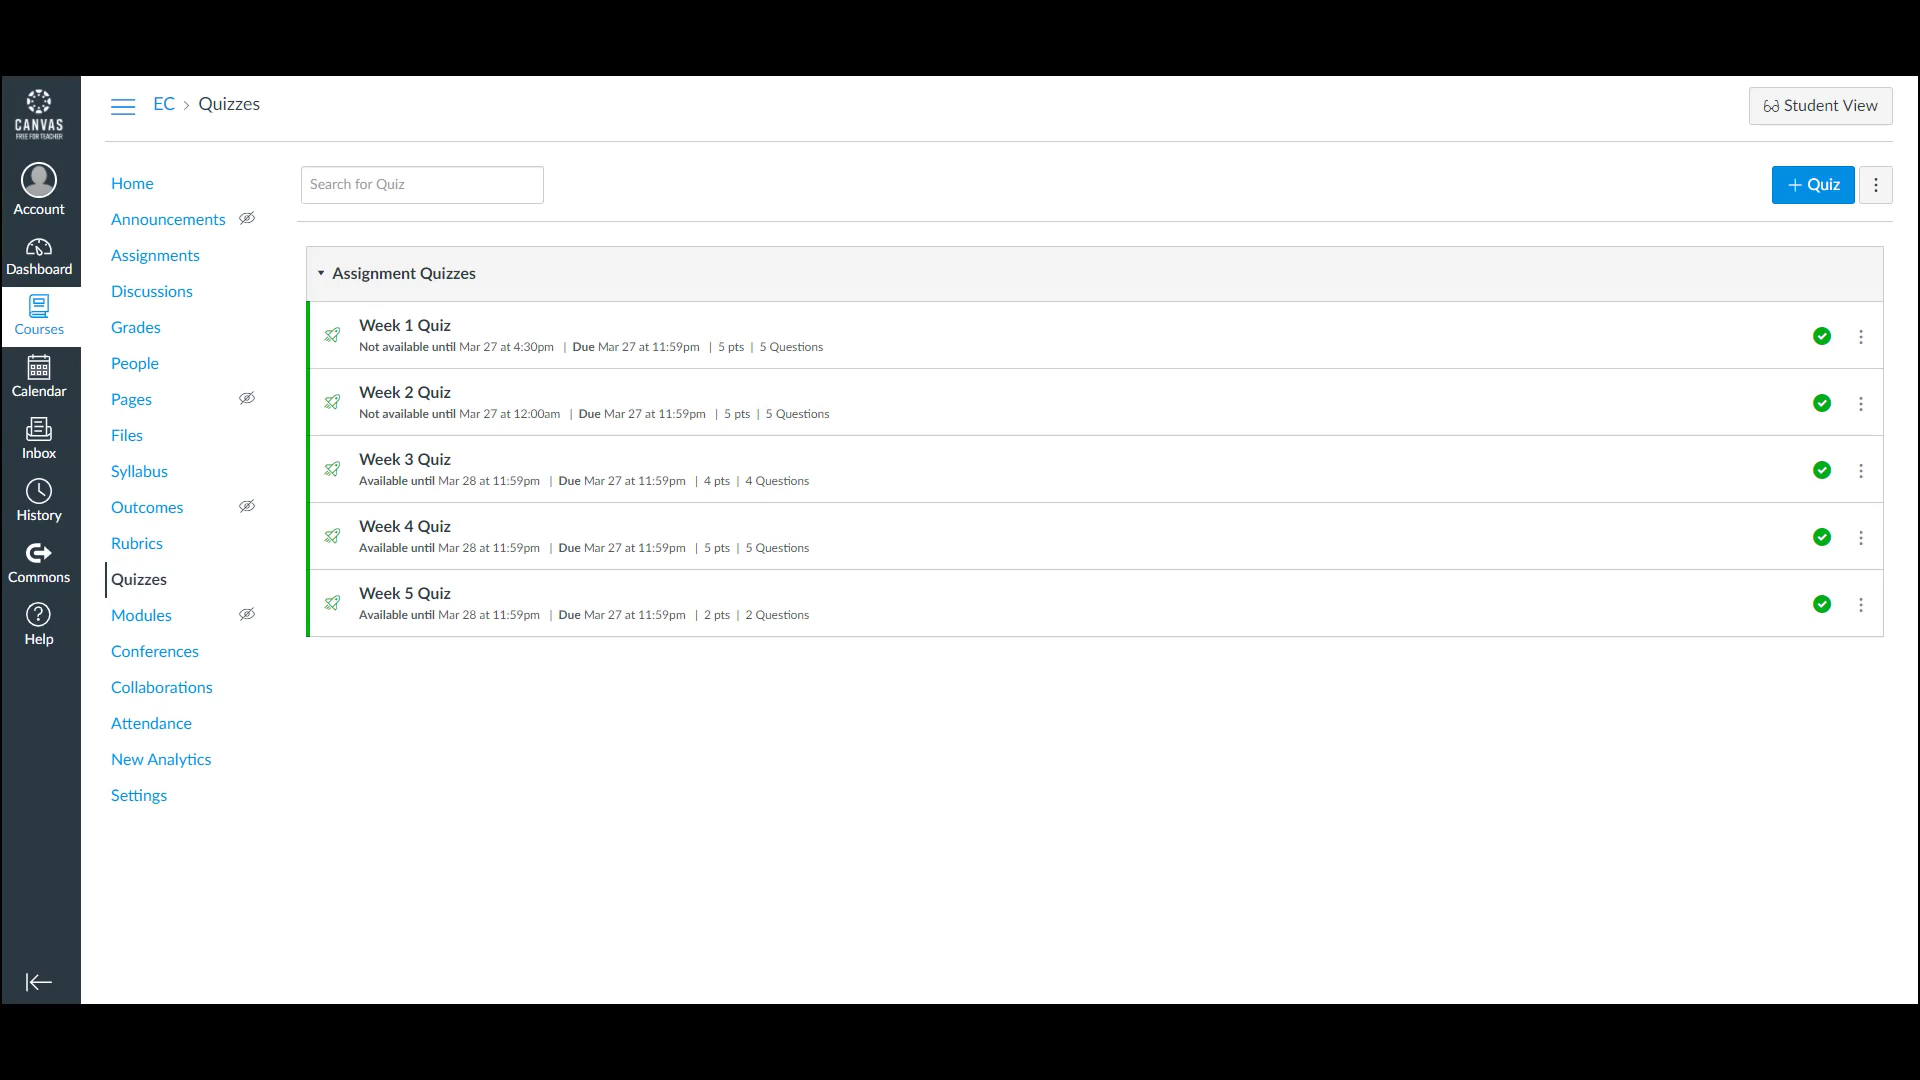 CANVAS
FREE FOR TEACHER
Account
Dashboard
Courses
Calendar
Inbox
History
Commons
Help
EC > Quizzes
Student View
Home
Announcements
Assignments
Discussions
Grades
People
Pages
Files
Syllabus
Outcomes
Rubrics
Quizzes
Modules
Conferences
Collaborations
Attendance
New Analytics
Settings
Search for Quiz
+ Quiz
Assignment Quizzes
Week 1 Quiz
Not available until Mar 27 at 4:30pm | Due Mar 27 at 11:59pm | 5 pts | 5 Questions
Week 2 Quiz
Not available until Mar 27 at 12:00am | Due Mar 27 at 11:59pm | 5 pts | 5 Questions
Week 3 Quiz
Available until Mar 28 at 11:59pm | Due Mar 27 at 11:59pm | 4 pts | 4 Questions
Week 4 Quiz
Available until Mar 28 at 11:59pm | Due Mar 27 at 11:59pm | 5 pts | 5 Questions
Week 5 Quiz
Available until Mar 28 at 11:59pm | Due Mar 27 at 11:59pm | 2 pts | 2 Questions